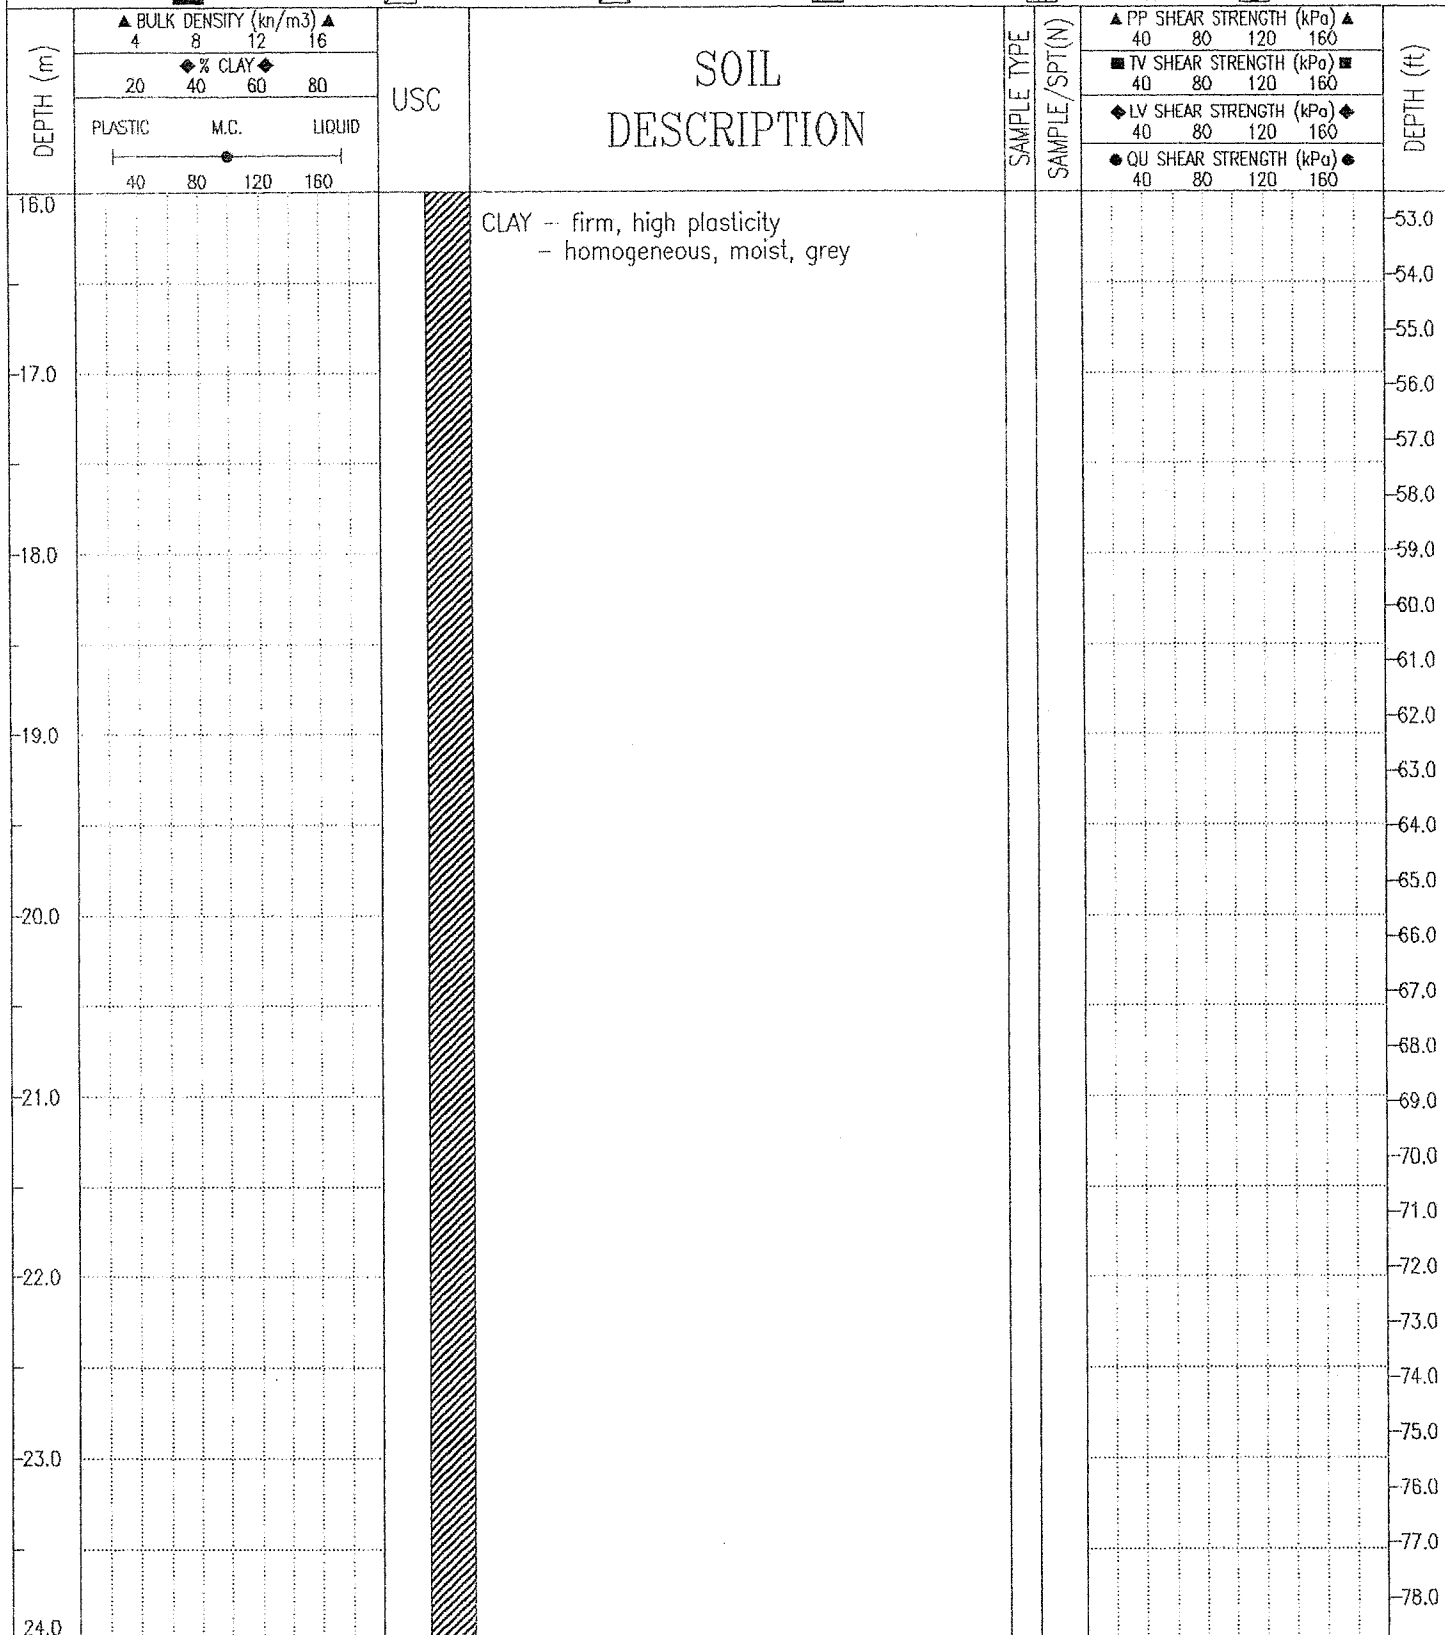 DEPTH (m)
▲ BULK DENSITY (kn/m3) ▲
4 8 12 16
◆ % CLAY ◆
20 40 60 80
PLASTIC M.C. LIQUID
40 80 120 160
USC
SOIL
DESCRIPTION
SAMPLE TYPE
SAMPLE/SPT(N)
▲ PP SHEAR STRENGTH (kPa) ▲
40 80 120 160
■ TV SHEAR STRENGTH (kPa) ■
40 80 120 160
◆ LV SHEAR STRENGTH (kPa) ◆
40 80 120 160
● QU SHEAR STRENGTH (kPa) ●
40 80 120 160
DEPTH (ft)
16.0
17.0
18.0
19.0
20.0
21.0
22.0
23.0
24.0
CLAY - firm, high plasticity
- homogeneous, moist, grey
53.0
54.0
55.0
56.0
57.0
58.0
59.0
60.0
61.0
62.0
63.0
64.0
65.0
66.0
67.0
68.0
69.0
70.0
71.0
72.0
73.0
74.0
75.0
76.0
77.0
78.0